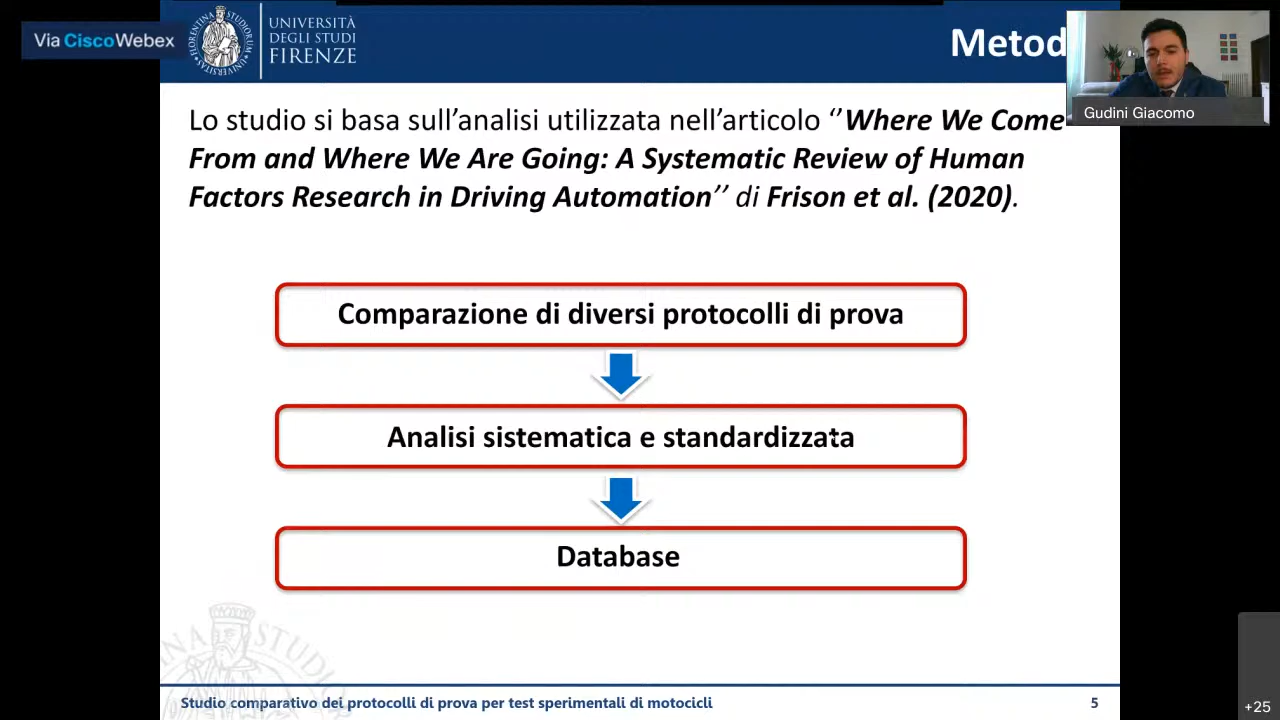 Via Cisco Webex
UNIVERSITÀ
DEGLI STUDI
FIRENZE
Metod
Gudini Giacomo
Lo studio si basa sull’analisi utilizzata nell’articolo ‘’Where We Come
From and Where We Are Going: A Systematic Review of Human
Factors Research in Driving Automation’’ di Frison et al. (2020).
Comparazione di diversi protocolli di prova
Analisi sistematica e standardizzata
Database
Studio comparativo dei protocolli di prova per test sperimentali di motocicli
5
+25